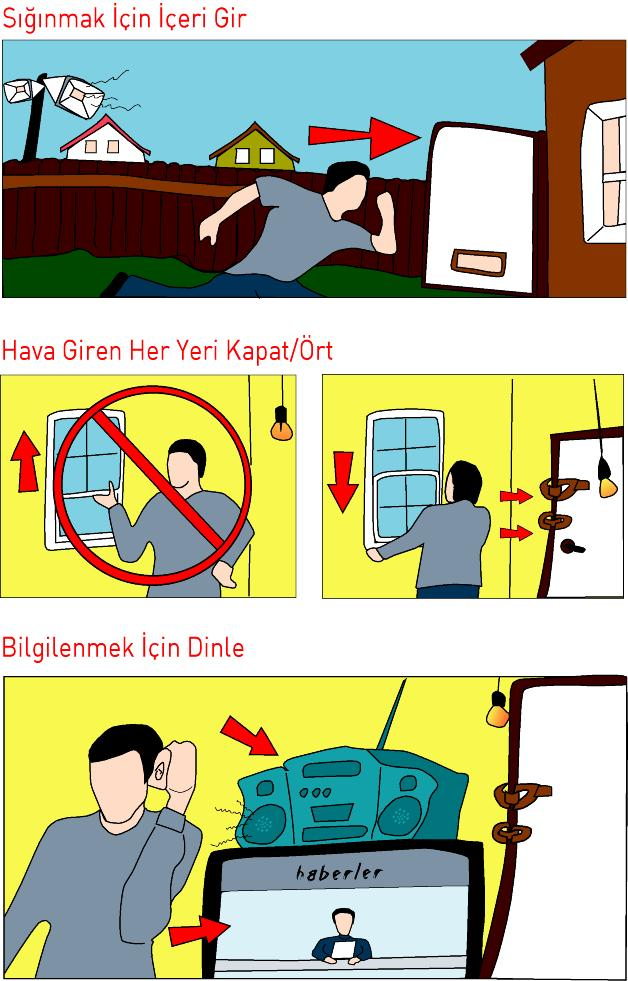 Sığınmak İçin İçeri Gir
Hava Giren Her Yeri Kapat/Ört
Bilgilenmek İçin Dinle
haberler